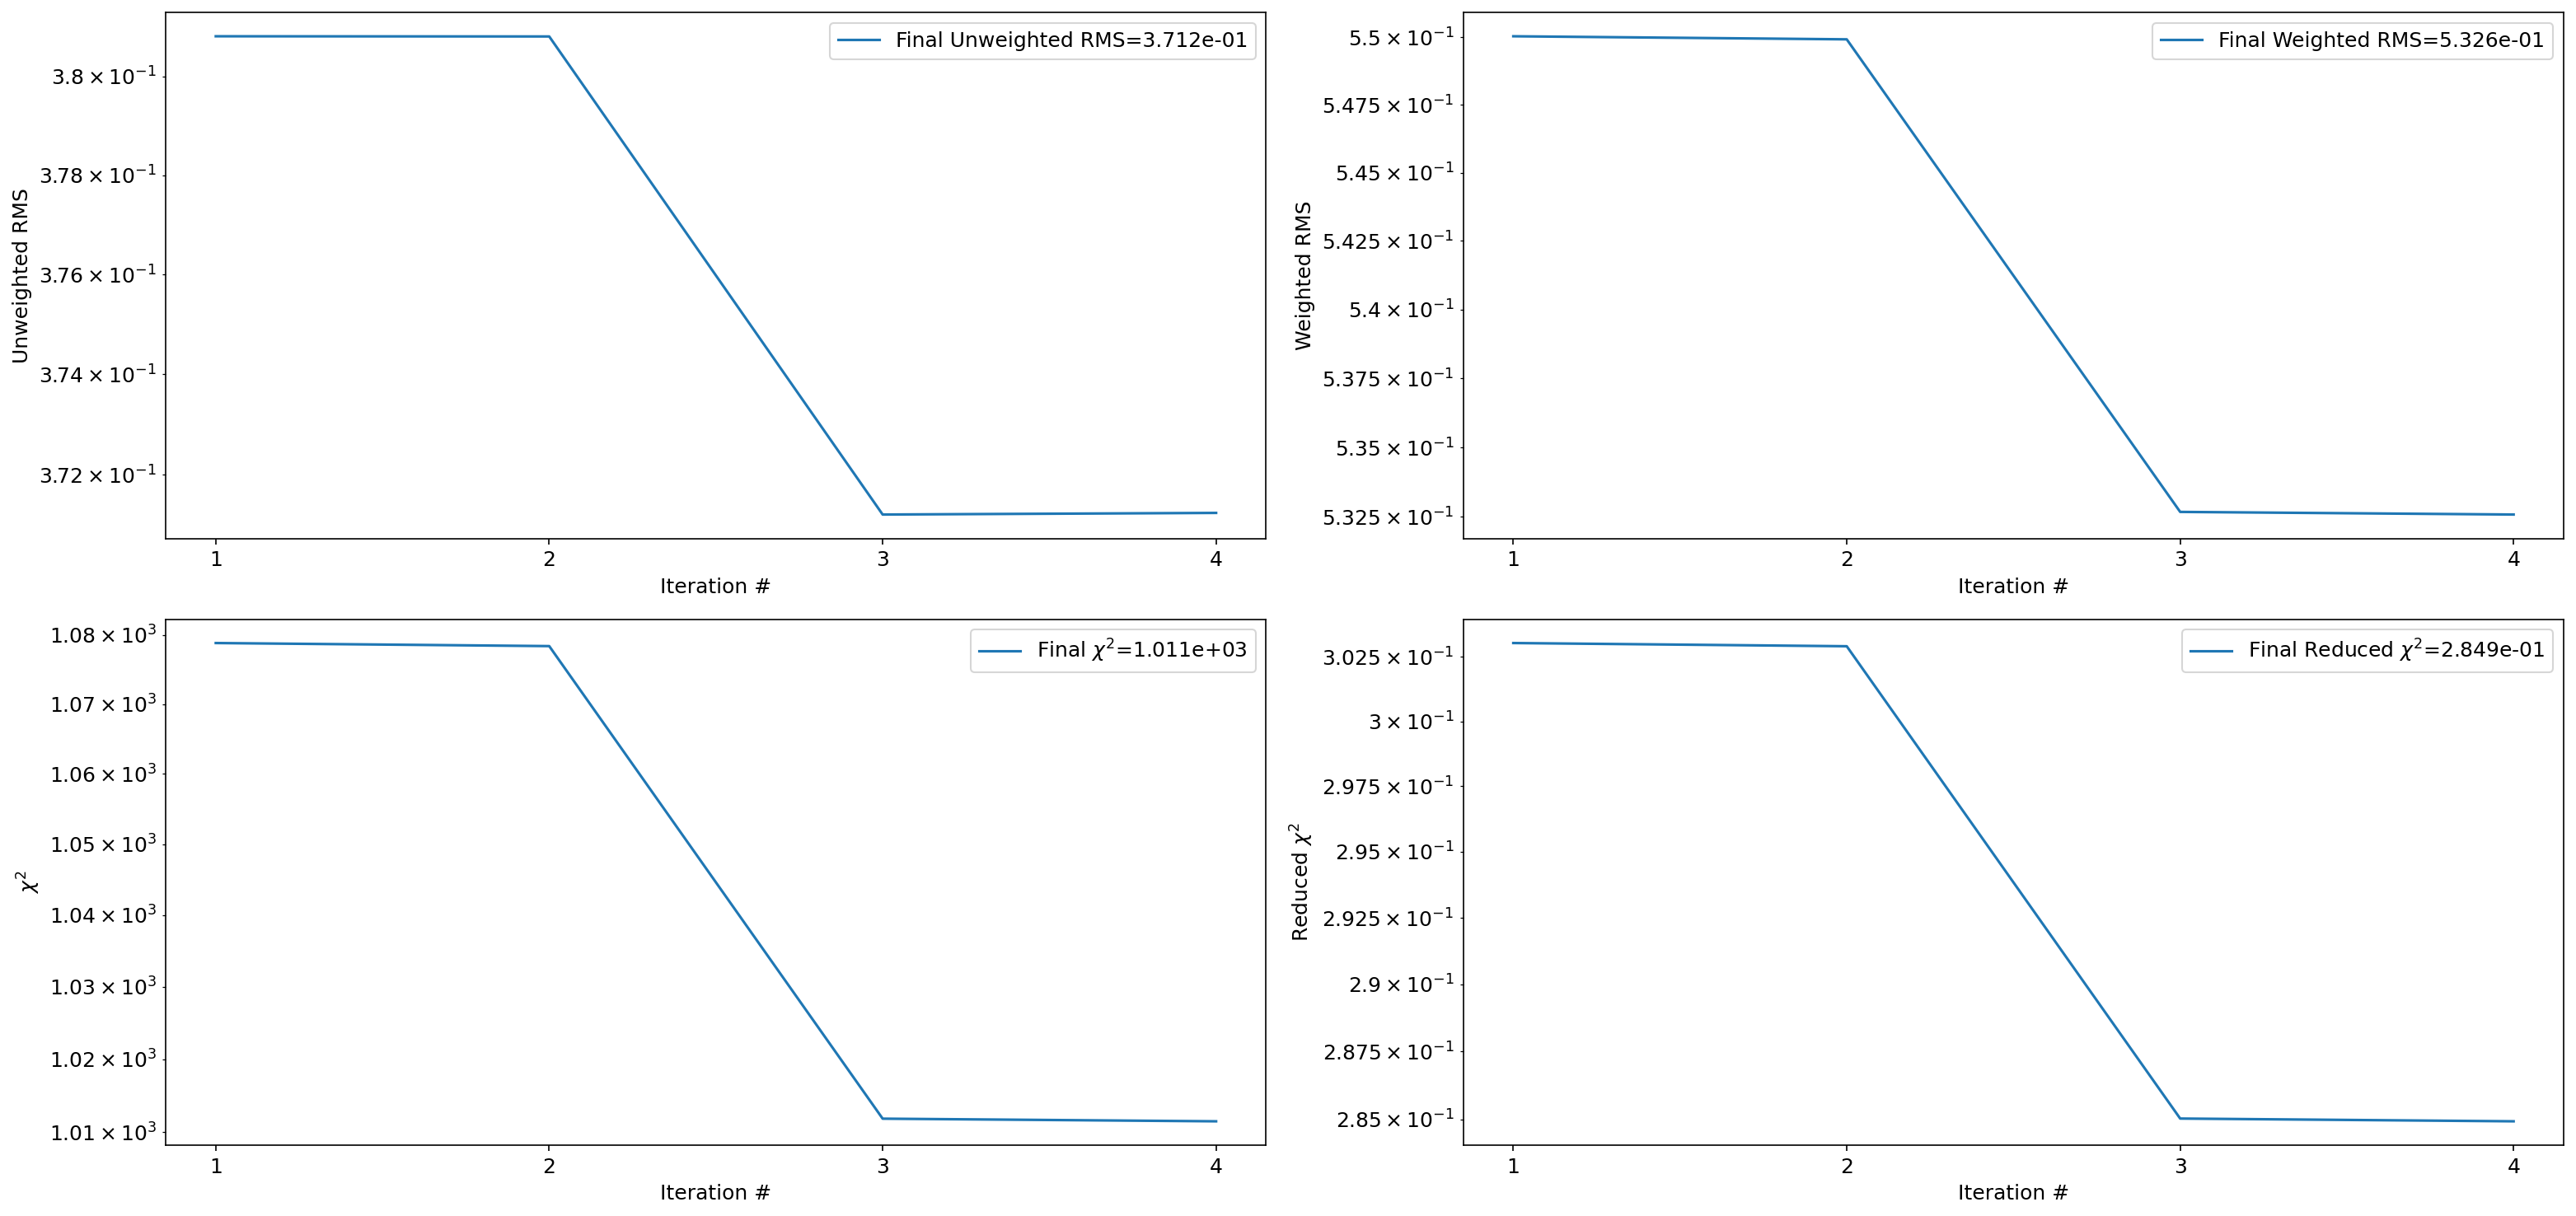 Final Unweighted RMS=3.712e-01
3.8 × 10⁻¹
3.78 × 10⁻¹
3.76 × 10⁻¹
3.74 × 10⁻¹
3.72 × 10⁻¹
Unweighted RMS
1 2 3 4
Iteration #
Final Weighted RMS=5.326e-01
5.5 × 10⁻¹
5.475 × 10⁻¹
5.45 × 10⁻¹
5.425 × 10⁻¹
5.4 × 10⁻¹
5.375 × 10⁻¹
5.35 × 10⁻¹
5.325 × 10⁻¹
Weighted RMS
1 2 3 4
Iteration #
Final χ²=1.011e+03
1.08 × 10³
1.07 × 10³
1.06 × 10³
1.05 × 10³
1.04 × 10³
1.03 × 10³
1.02 × 10³
1.01 × 10³
χ²
1 2 3 4
Iteration #
Final Reduced χ²=2.849e-01
3.025 × 10⁻¹
3 × 10⁻¹
2.975 × 10⁻¹
2.95 × 10⁻¹
2.925 × 10⁻¹
2.9 × 10⁻¹
2.875 × 10⁻¹
2.85 × 10⁻¹
Reduced χ²
1 2 3 4
Iteration #